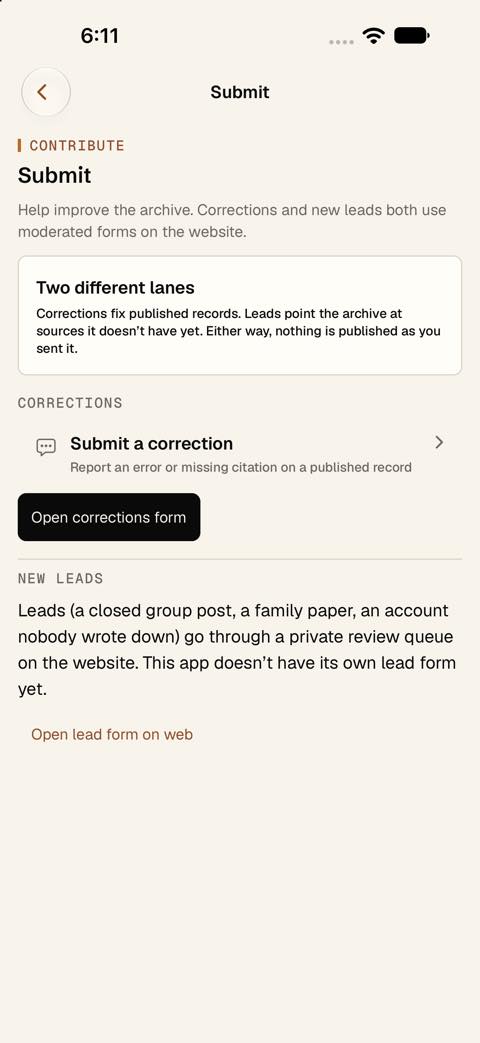 6:11
Submit
CONTRIBUTE
Submit
Help improve the archive. Corrections and new leads both use
moderated forms on the website.
Two different lanes
Corrections fix published records. Leads point the archive at
sources it doesn’t have yet. Either way, nothing is published as you
sent it.
CORRECTIONS
Submit a correction
Report an error or missing citation on a published record
Open corrections form
NEW LEADS
Leads (a closed group post, a family paper, an account
nobody wrote down) go through a private review queue
on the website. This app doesn’t have its own lead form
yet.
Open lead form on web